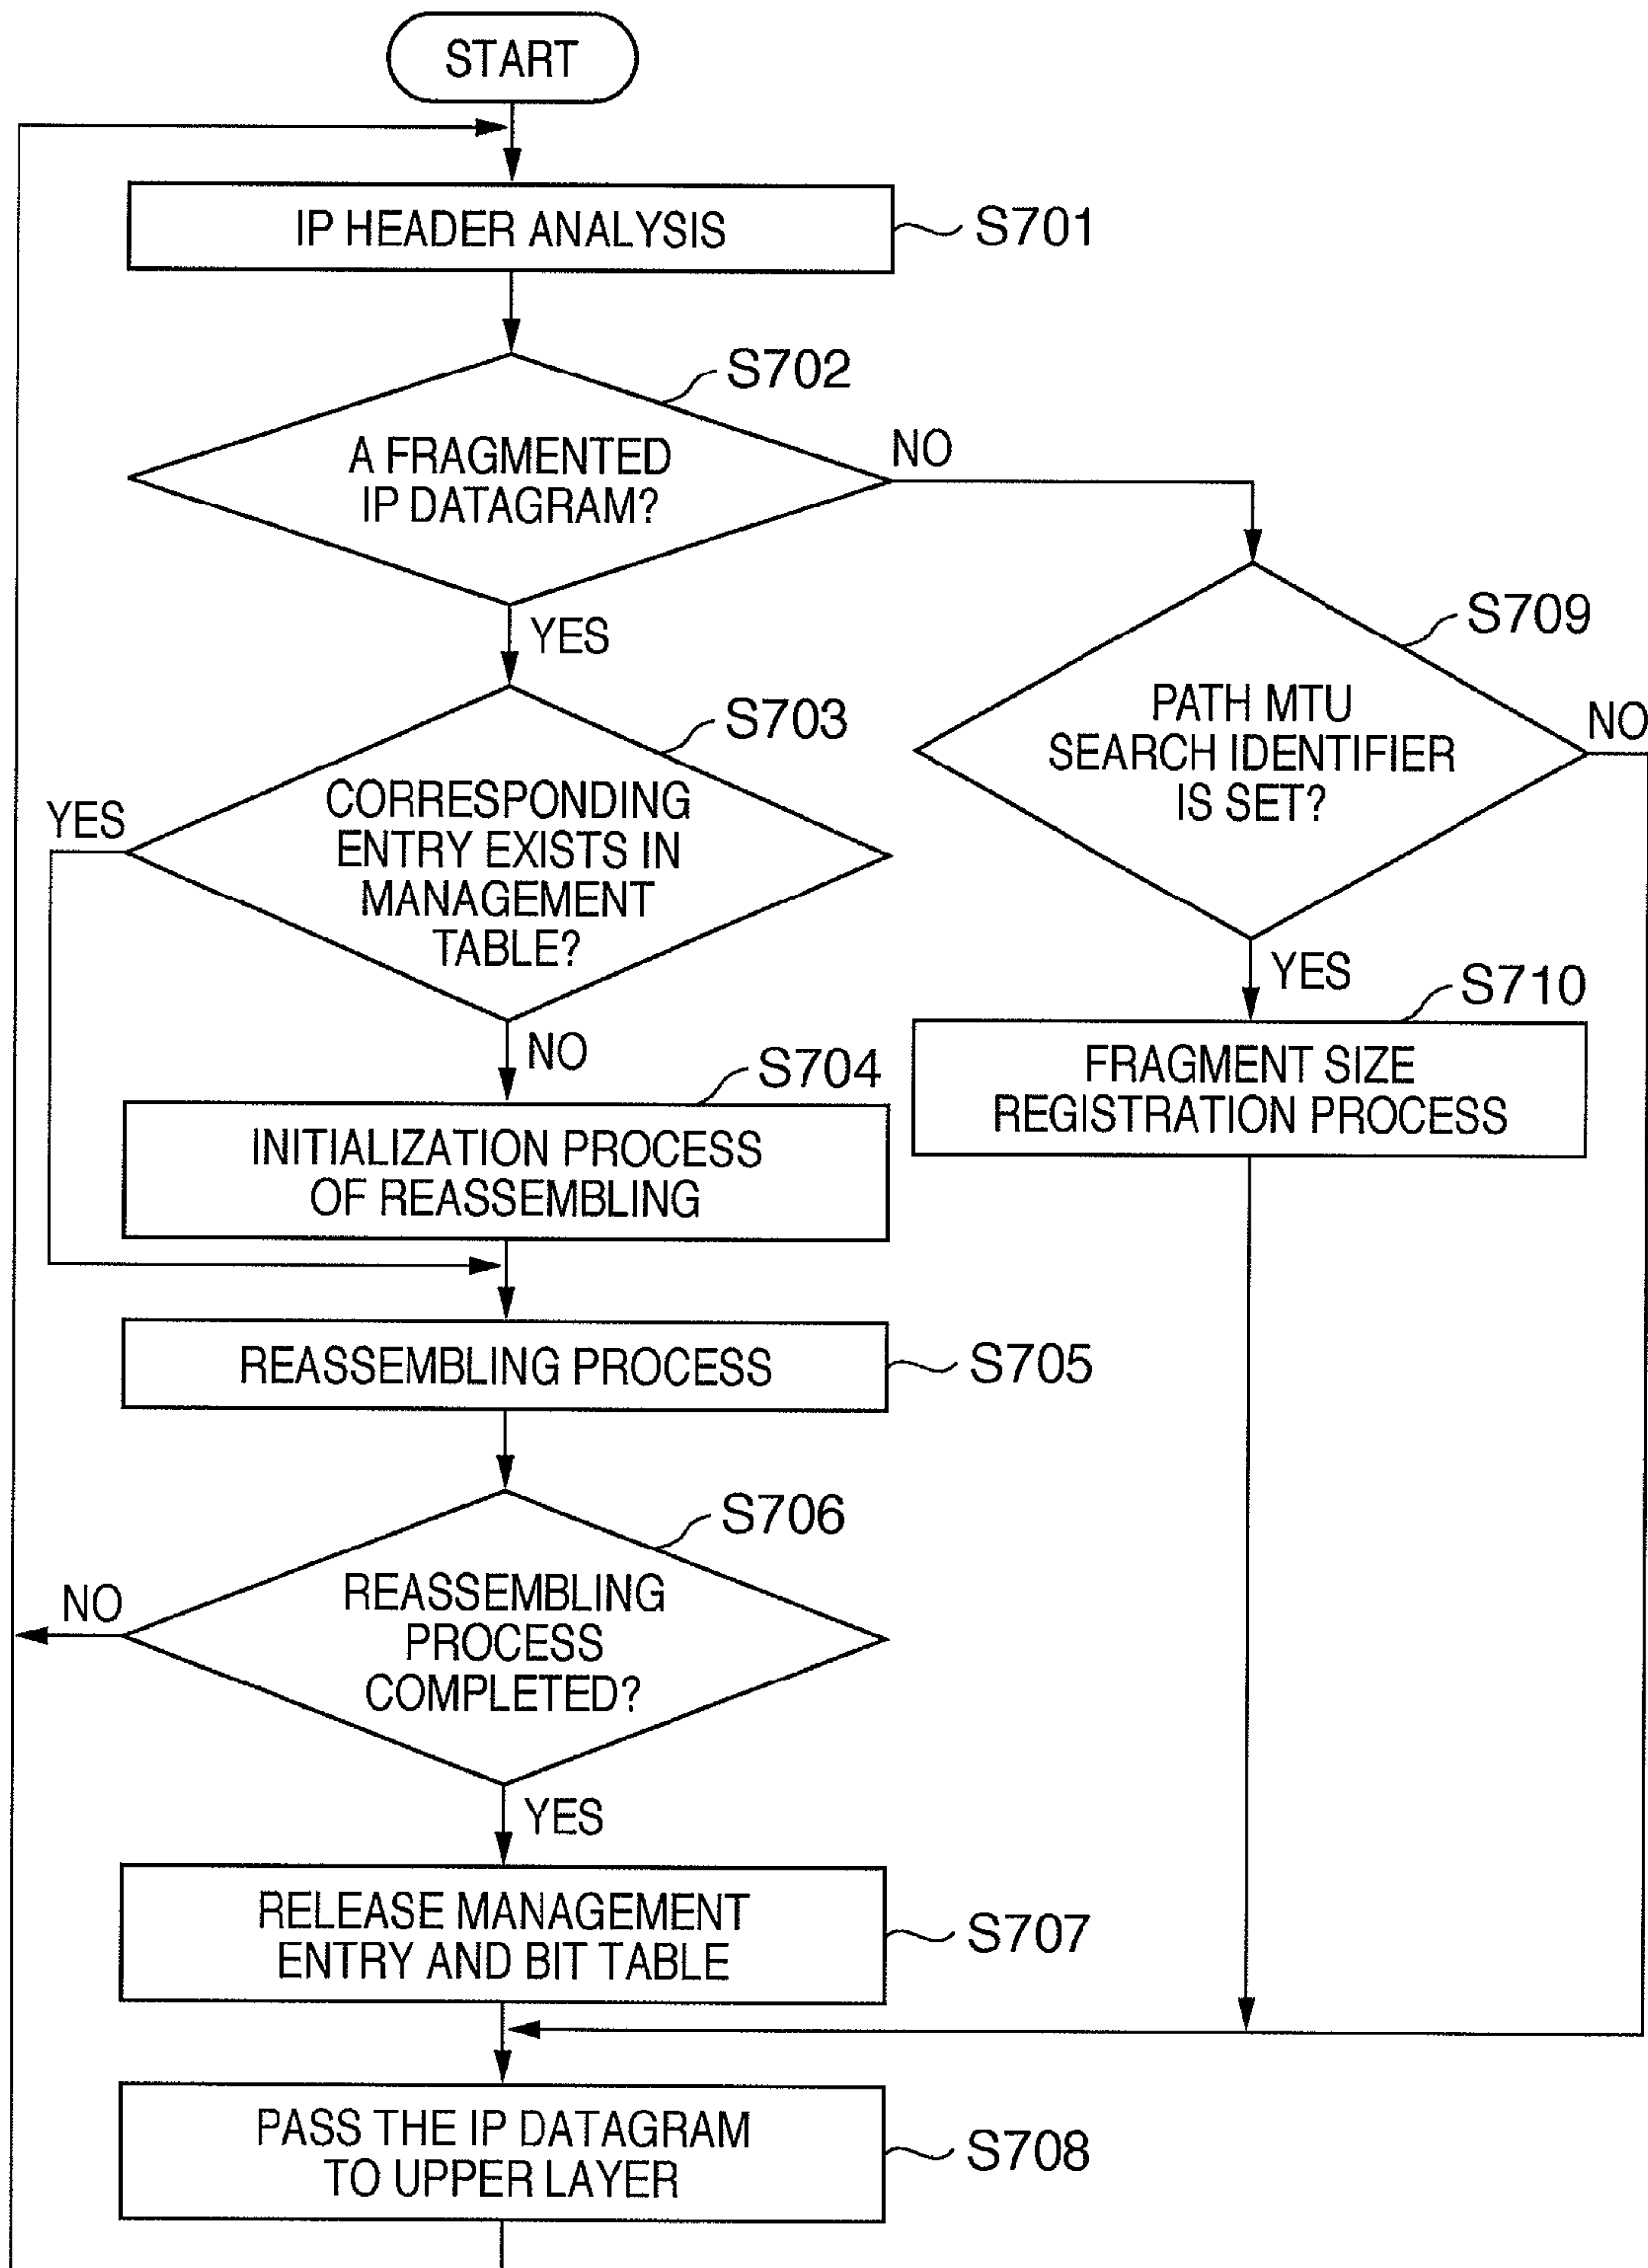 START
IP HEADER ANALYSIS
S701
S702
A FRAGMENTED
IP DATAGRAM?
NO
YES
S709
PATH MTU
SEARCH IDENTIFIER
IS SET?
NO
YES
S703
CORRESPONDING
ENTRY EXISTS IN
MANAGEMENT
TABLE?
YES
NO
S710
FRAGMENT SIZE
REGISTRATION PROCESS
S704
INITIALIZATION PROCESS
OF REASSEMBLING
REASSEMBLING PROCESS
S705
S706
REASSEMBLING
PROCESS
COMPLETED?
NO
YES
RELEASE MANAGEMENT
ENTRY AND BIT TABLE
S707
PASS THE IP DATAGRAM
TO UPPER LAYER
S708